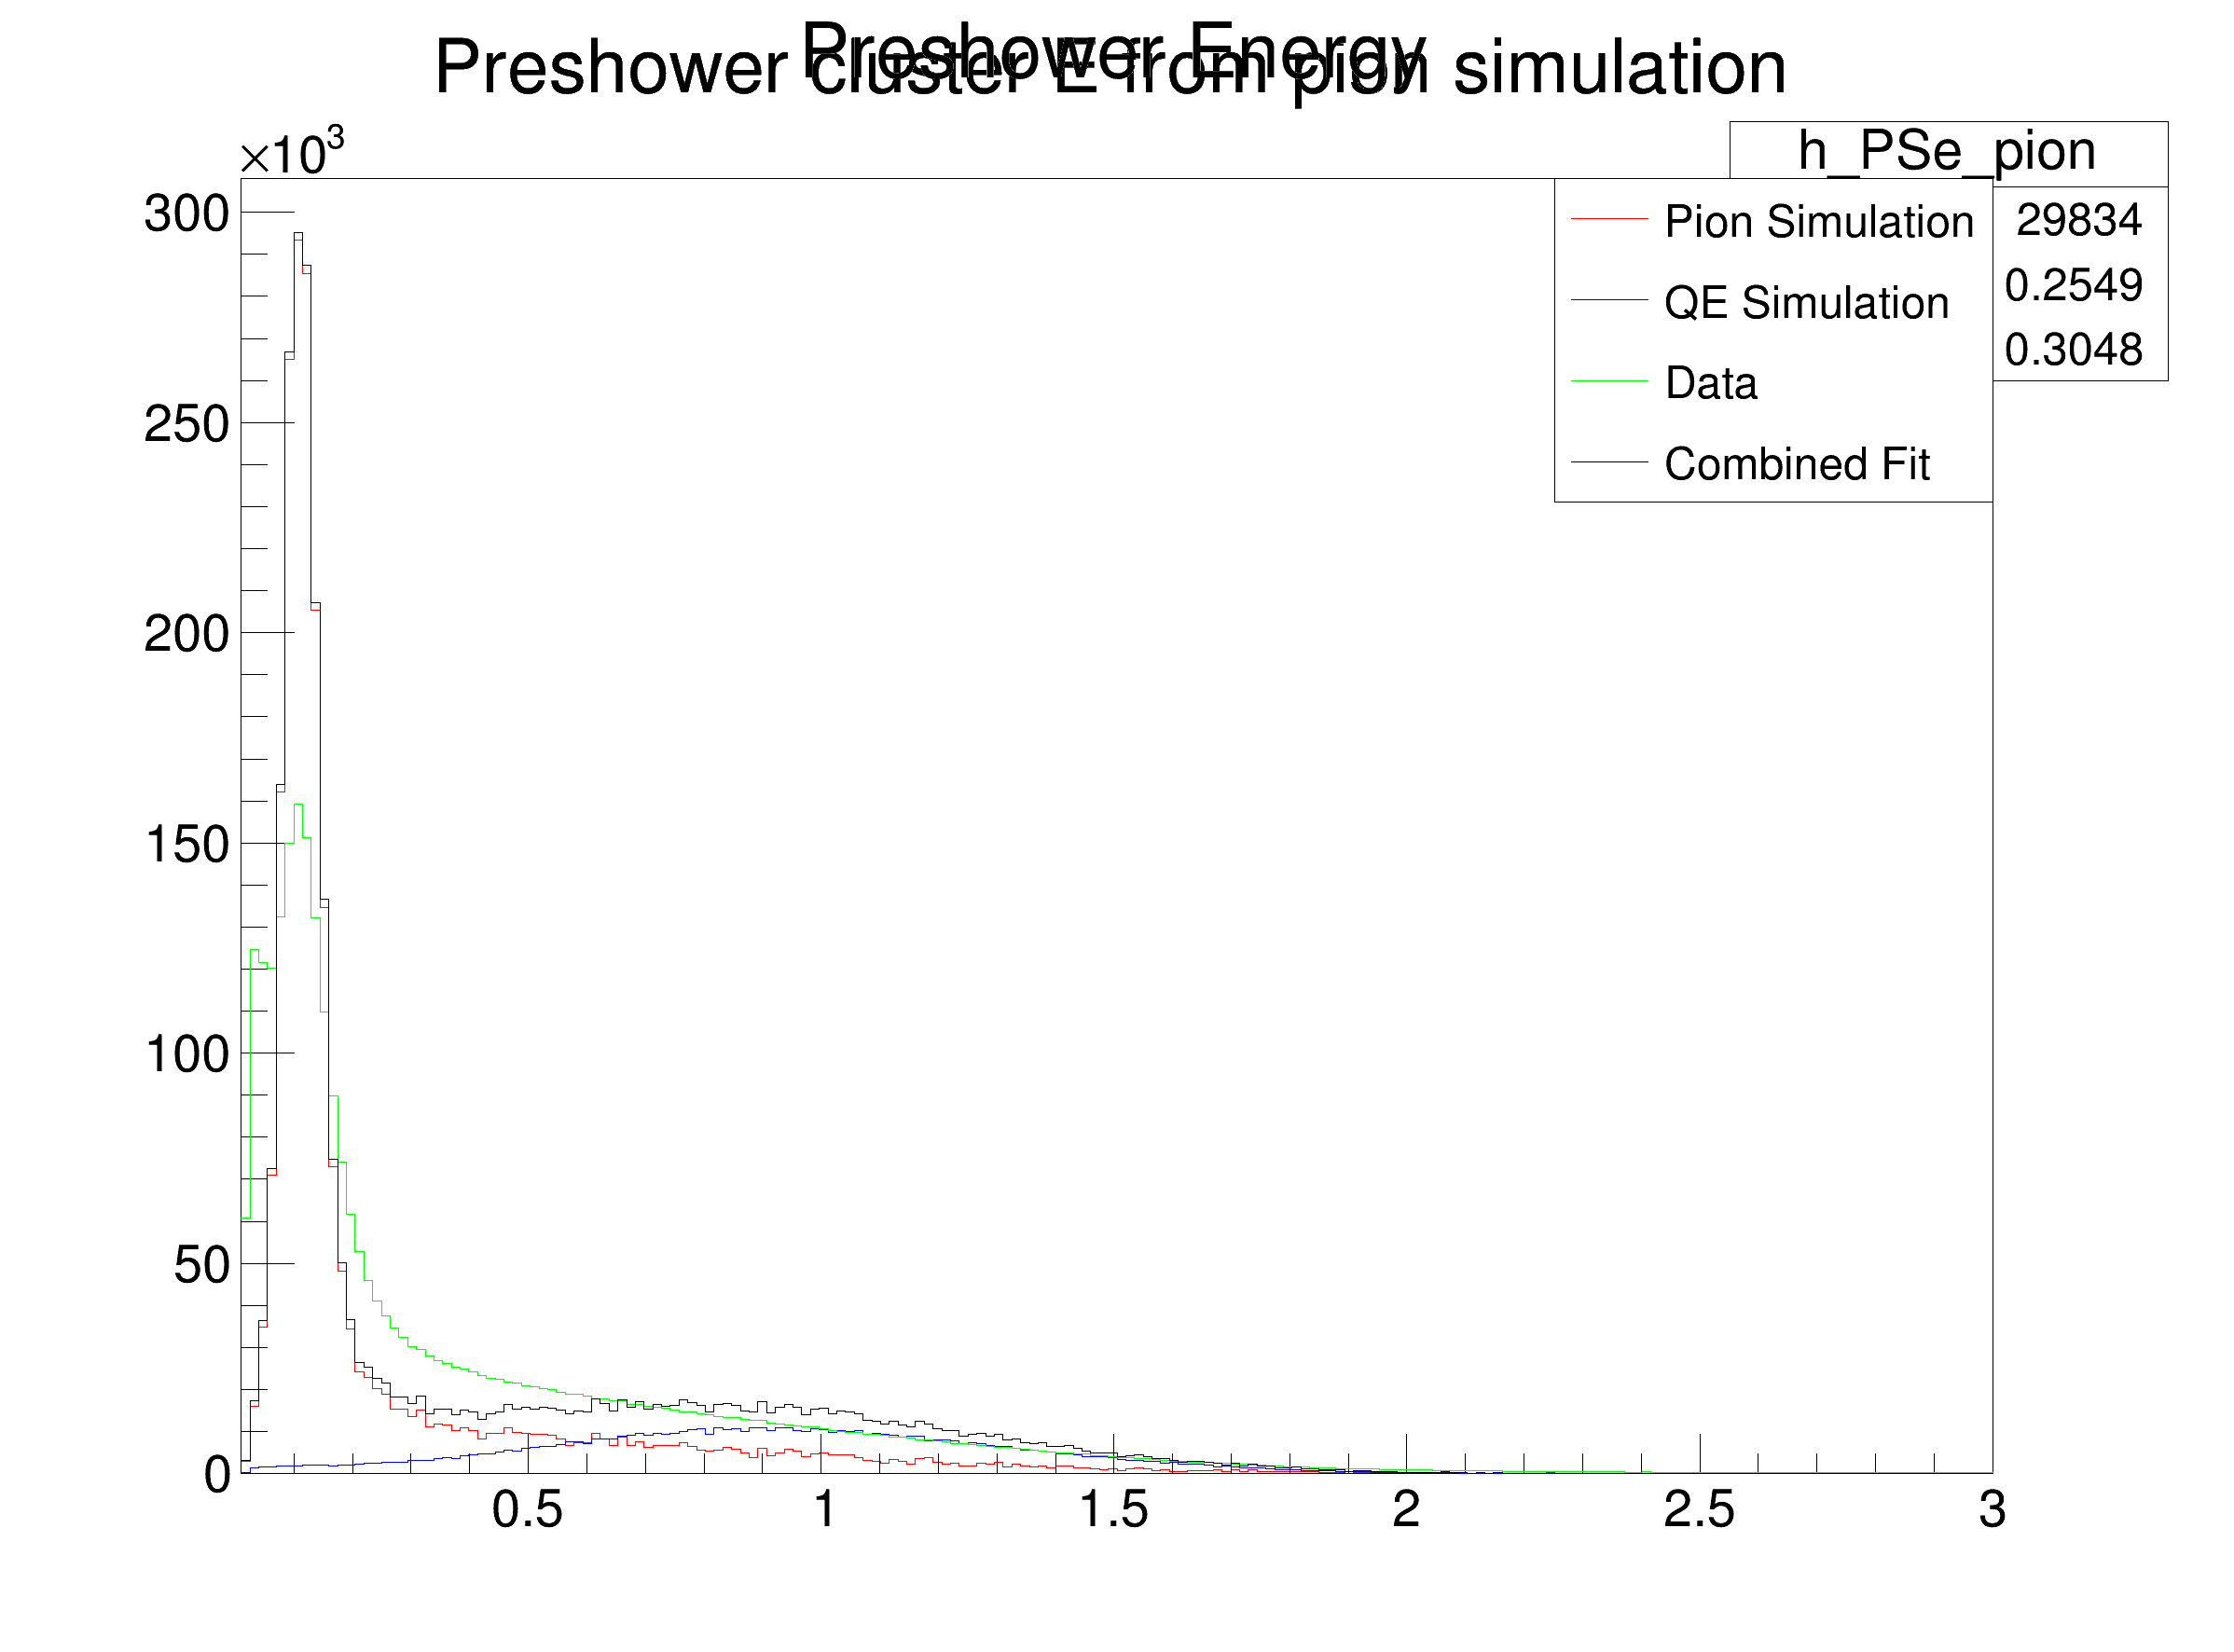 Preshower Energy
Preshower cluster E from pion simulation
×10³
h_PSe_pion
29834
0.2549
0.3048
Pion Simulation
QE Simulation
Data
Combined Fit
300
250
200
150
100
50
0
0.5 1 1.5 2 2.5 3